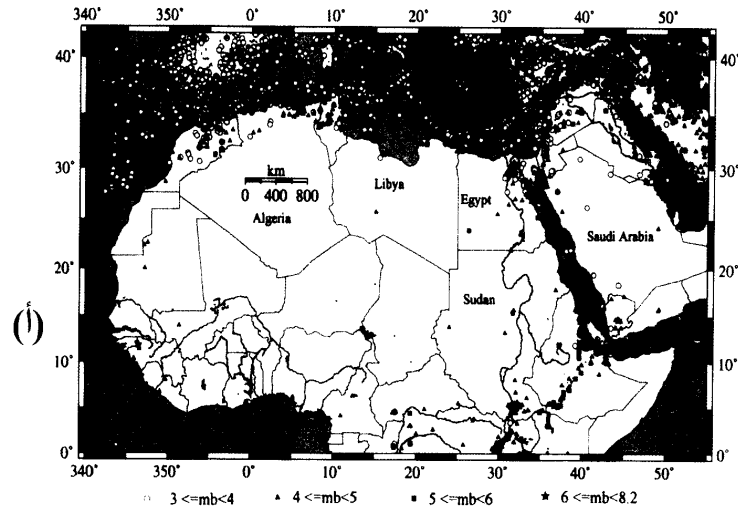 340° 350° 0° 10° 20° 30° 40° 50°
40° 40°
30° 30°
km
0 400 800
Algeria
Libya
Egypt
Saudi Arabia
20° 20°
Sudan
(أ)
10° 10°
0° 0°
340° 350° 0° 10° 20° 30° 40° 50°
3 <=mb<4 4 <=mb<5 5 <=mb<6 6 <=mb<8.2